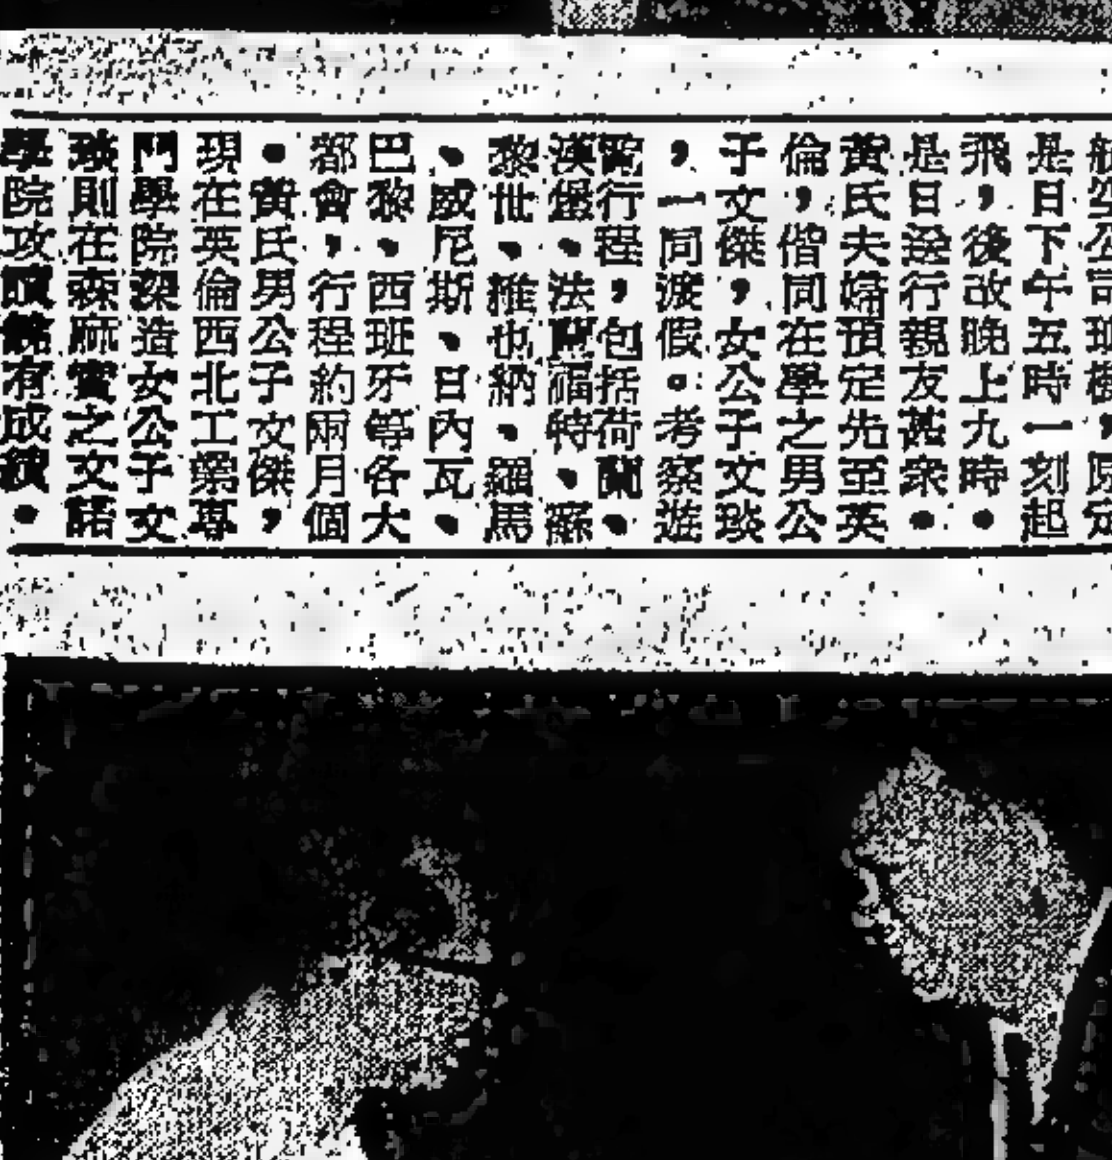 航空公司班機，原定
是日下午五時一刻起
飛，後改晚上九時。
是日送行親友甚衆。
黃氏夫婦預定先至英
倫，偕同在學之男公
子文傑，女公子文琰
，一同渡假。考察遊
覽行程，包括荷蘭、
漢堡、法蘭福特、蘇
黎世、維也納、羅馬
、威尼斯、日內瓦、
巴黎、西班牙等各大
都會，行程約兩月個
。黃氏男公子文傑，
現在英倫西北工業專
門學院深造女公子文
琰則在森麻實之文諾
學院攻讀餘有成績。